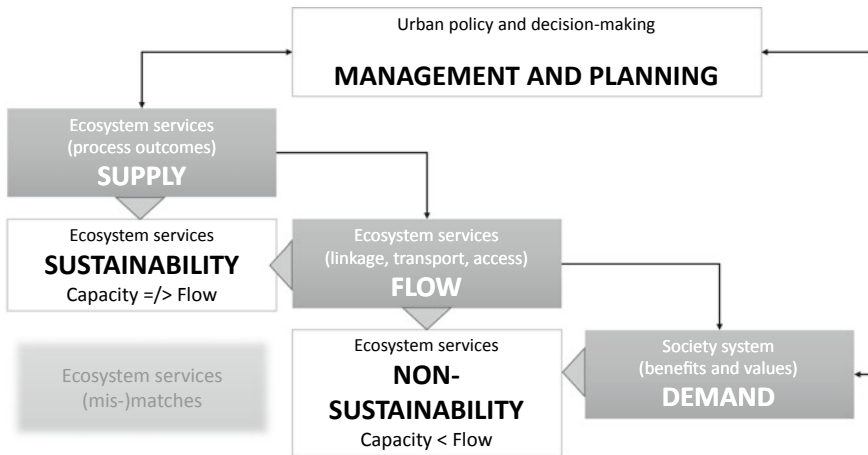 Urban policy and decision-making
MANAGEMENT AND PLANNING
Ecosystem services
(process outcomes)
SUPPLY
Ecosystem services
SUSTAINABILITY
Capacity =/> Flow
Ecosystem services
(linkage, transport, access)
FLOW
Ecosystem services
(mis-)matches
Ecosystem services
NON-
SUSTAINABILITY
Capacity < Flow
Society system
(benefits and values)
DEMAND